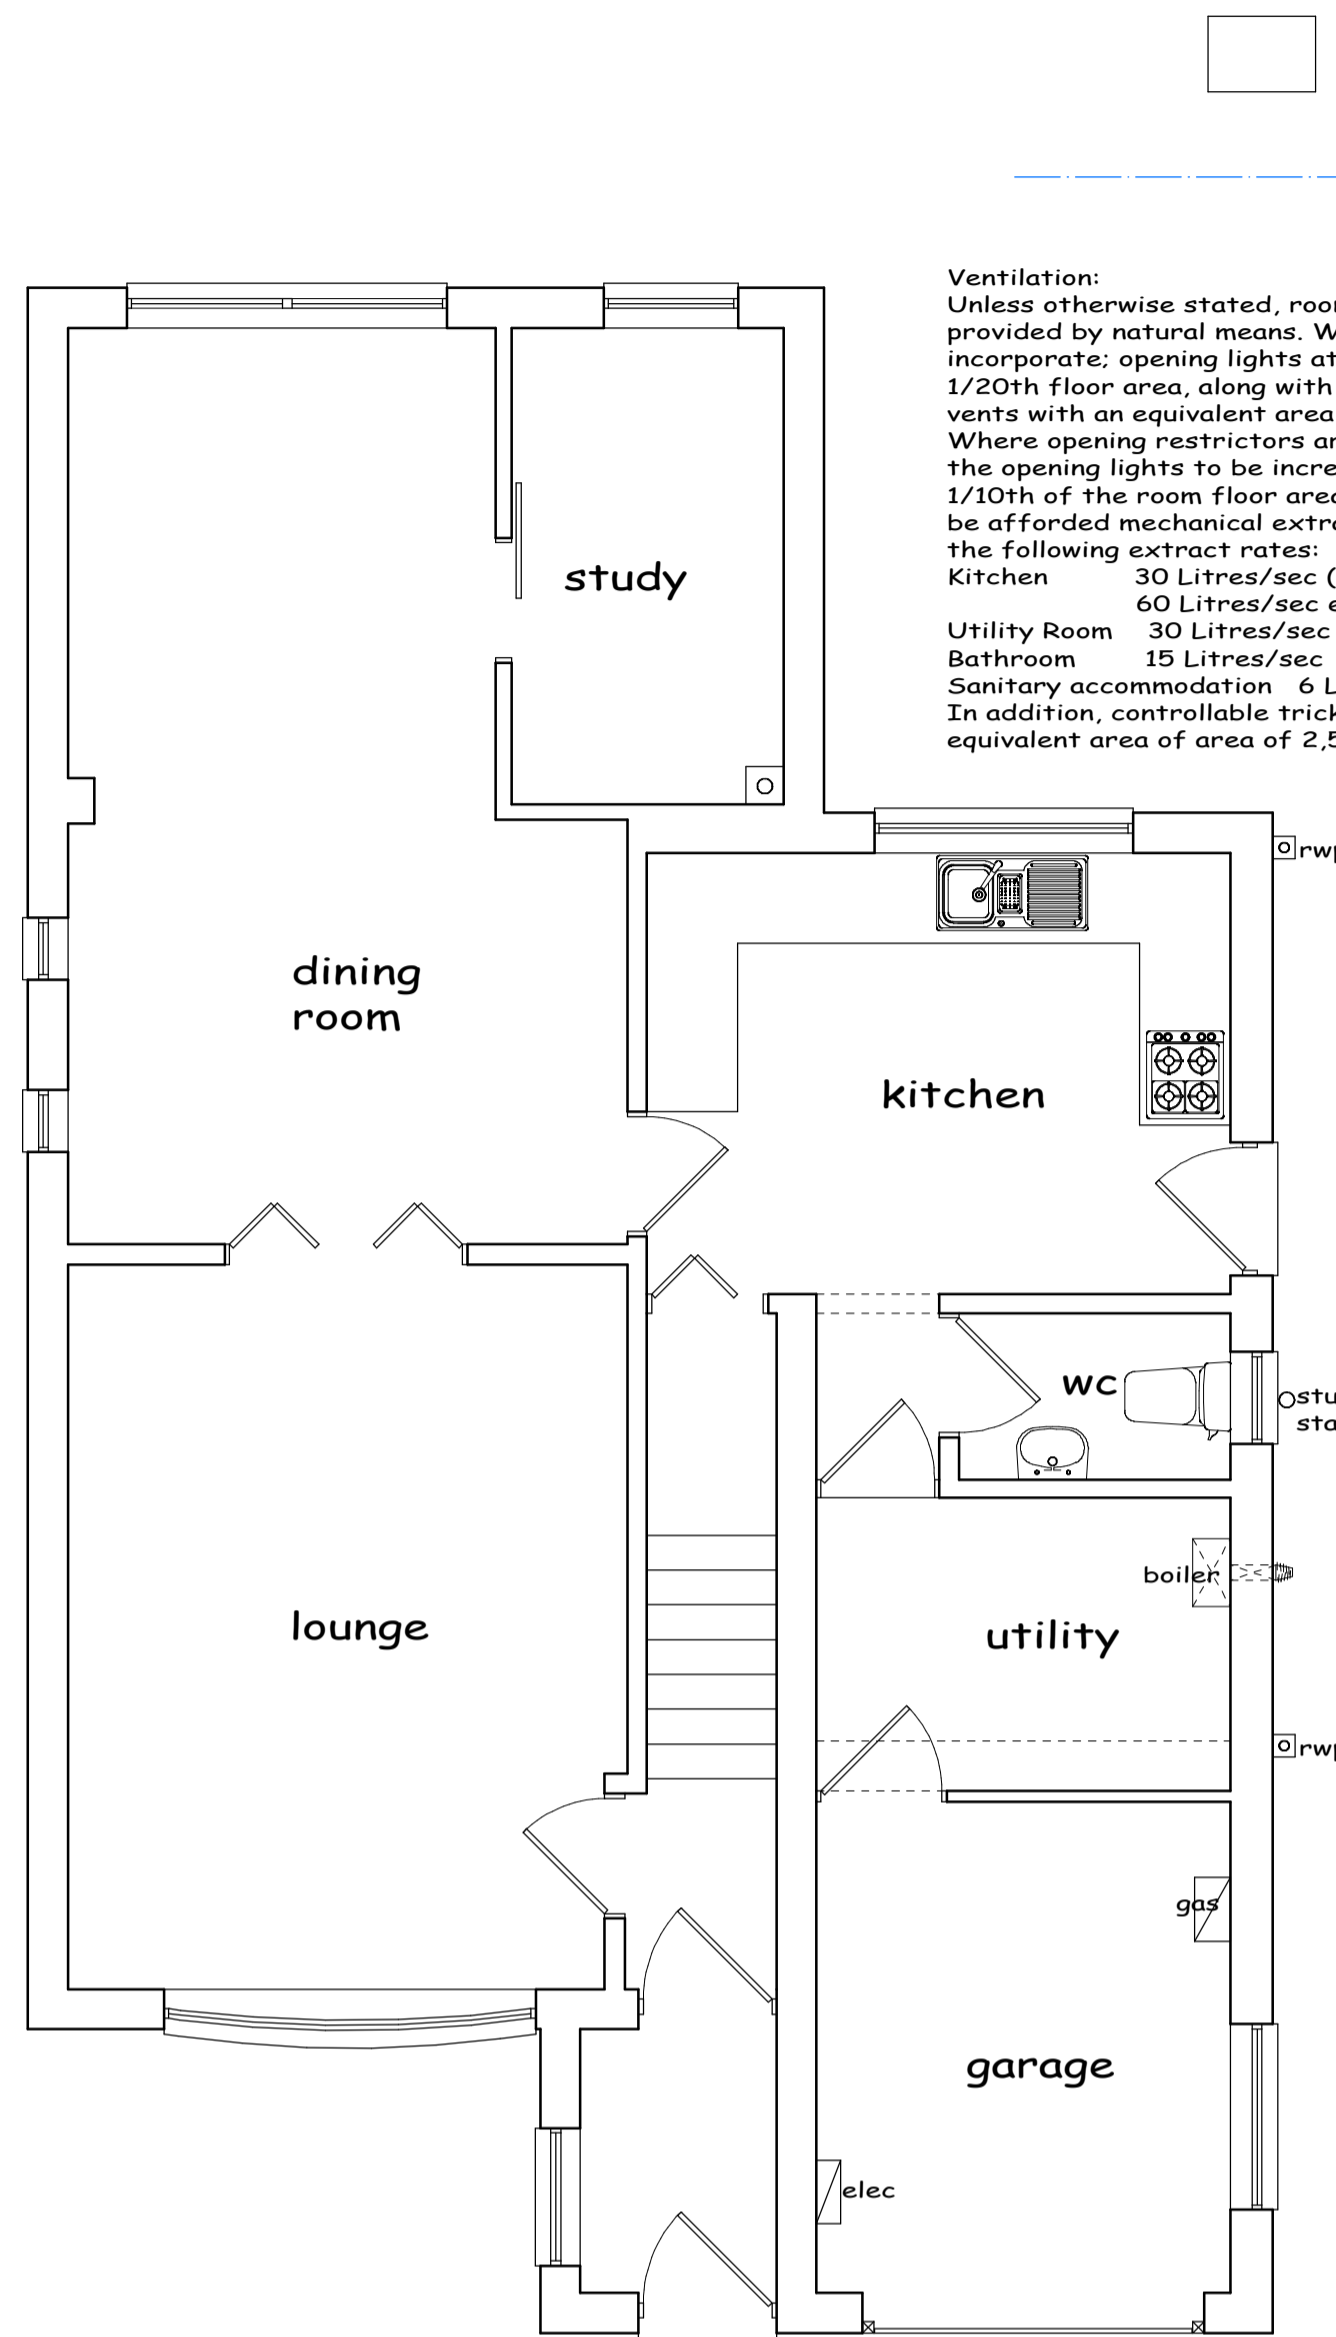 Ventilation:
Unless otherwise stated, room
provided by natural means. W
incorporate; opening lights at
1/20th floor area, along with
vents with an equivalent area
Where opening restrictors ar
the opening lights to be incre
1/10th of the room floor area
be afforded mechanical extra
the following extract rates:
Kitchen 30 Litres/sec (
60 Litres/sec e
Utility Room 30 Litres/sec
Bathroom 15 Litres/sec
Sanitary accommodation 6 L
In addition, controllable trick
equivalent area of area of 2,5
study
rwp
dining
room
kitchen
wc
stu
sta
boiler
lounge
utility
rwp
gas
garage
elec